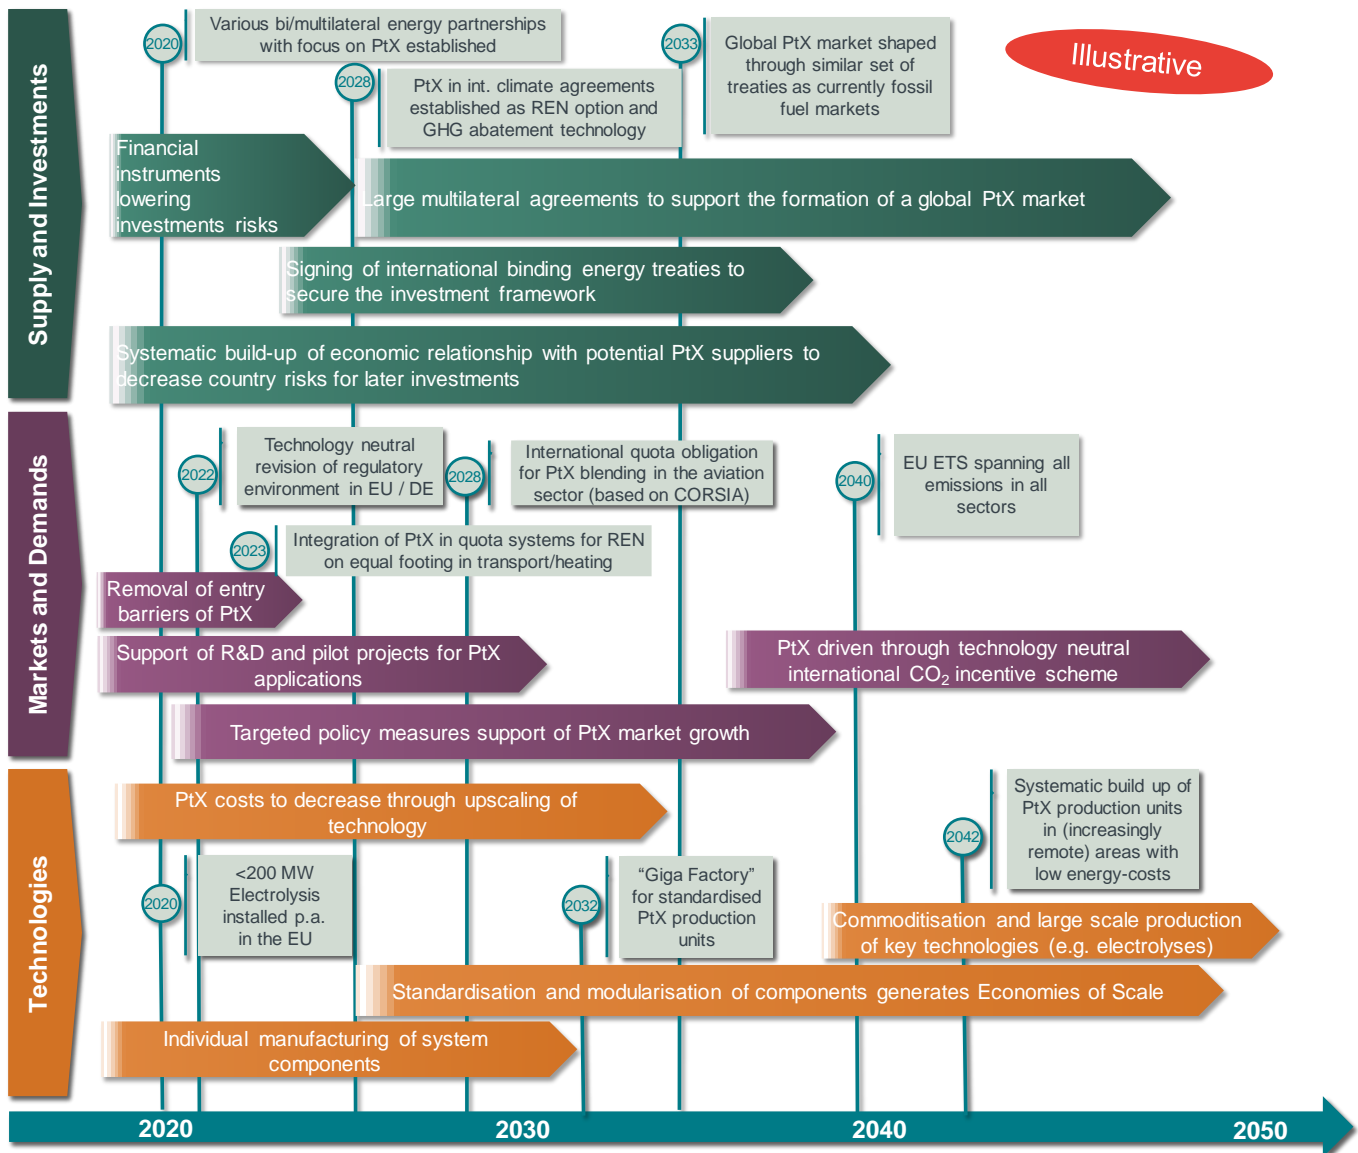 Illustrative
Supply and Investments
2020
Various bi/multilateral energy partnerships
with focus on PtX established
2028
PtX in int. climate agreements
established as REN option and
GHG abatement technology
2033
Global PtX market shaped
through similar set of
treaties as currently fossil
fuel markets
Financial
instruments
lowering
investments risks
Large multilateral agreements to support the formation of a global PtX market
Signing of international binding energy treaties to
secure the investment framework
Systematic build-up of economic relationship with potential PtX suppliers to
decrease country risks for later investments
Markets and Demands
2022
Technology neutral
revision of regulatory
environment in EU / DE
2028
International quota obligation
for PtX blending in the aviation
sector (based on CORSIA)
2040
EU ETS spanning all
emissions in all
sectors
2023
Integration of PtX in quota systems for REN
on equal footing in transport/heating
Removal of entry
barriers of PtX
Support of R&D and pilot projects for PtX
applications
PtX driven through technology neutral
international CO₂ incentive scheme
Targeted policy measures support of PtX market growth
Technologies
PtX costs to decrease through upscaling of
technology
2020
<200 MW
Electrolysis
installed p.a.
in the EU
2032
“Giga Factory”
for standardised
PtX production
units
2042
Systematic build up of
PtX production units
in (increasingly
remote) areas with
low energy-costs
Commoditisation and large scale production
of key technologies (e.g. electrolyses)
Standardisation and modularisation of components generates Economies of Scale
Individual manufacturing of system
components
2020
2030
2040
2050